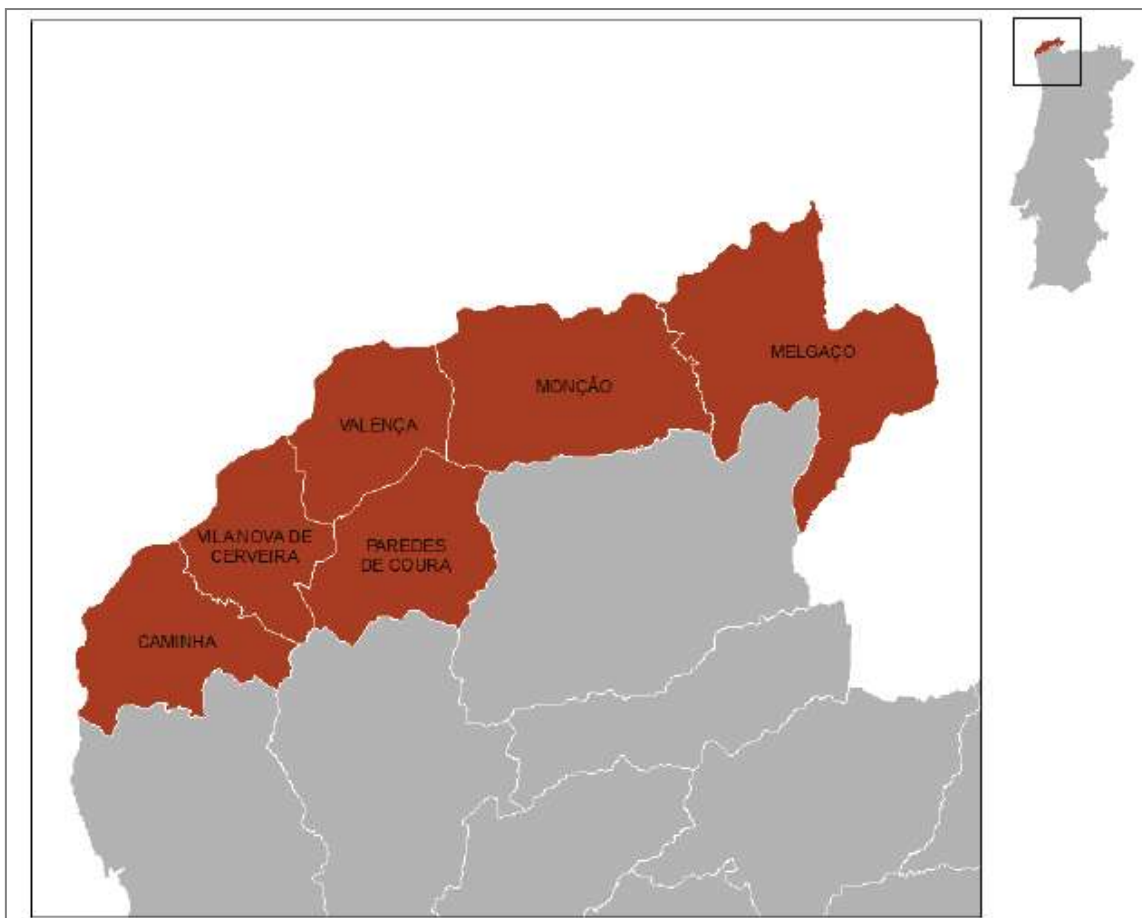 MELGAÇO
MONÇÃO
VALENÇA
VILA NOVA DE
CERVEIRA
PAREDES
DE COURA
CAMINHA